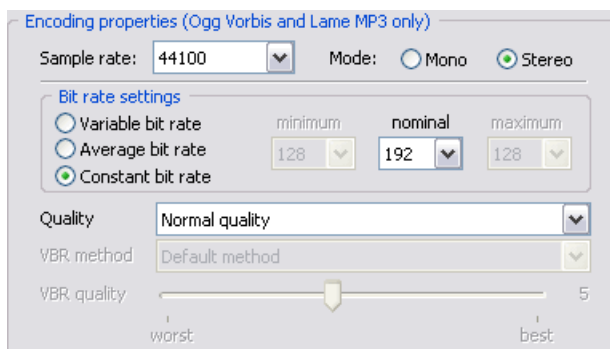 Encoding properties (Ogg Vorbis and Lame MP3 only)
Sample rate: 44100 Mode: Mono Stereo
Bit rate settings
Variable bit rate minimum nominal maximum
Average bit rate 128 192 128
Constant bit rate
Quality Normal quality
VBR method Default method
VBR quality 5
worst best